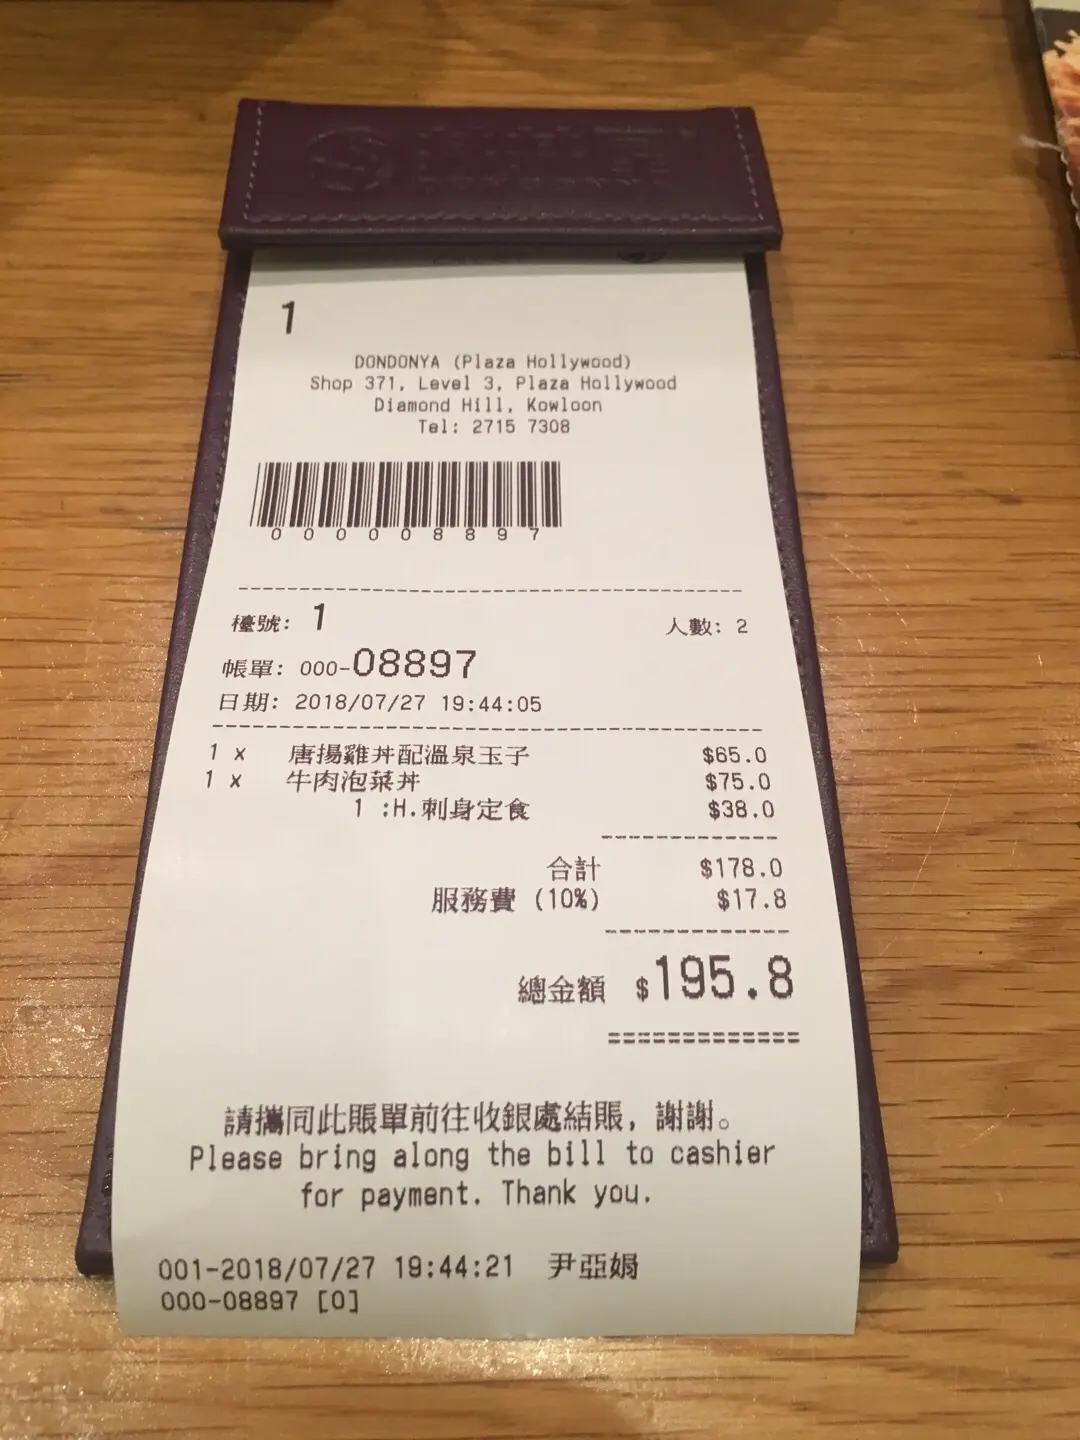 1
DONDONYA (Plaza Hollywood)
Shop 371, Level 3, Plaza Hollywood
Diamond Hill, Kowloon
Tel: 2715 7308
000008897
檯號: 1 人數: 2
帳單: 000-08897
日期: 2018/07/27 19:44:05
1 x 唐揚雞丼配溫泉玉子 $65.0
1 x 牛肉泡菜丼 $75.0
1 :H.刺身定食 $38.0
合計 $178.0
服務費 (10%) $17.8
總金額 $195.8
請攜同此賬單前往收銀處結賬, 謝謝。
Please bring along the bill to cashier
for payment. Thank you.
001-2018/07/27 19:44:21 尹亞娟
000-08897 [0]